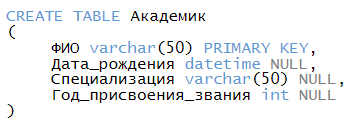 CREATE TABLE Академик
(
ФИО varchar(50) PRIMARY KEY,
Дата_рождения datetime NULL,
Специализация varchar(50) NULL,
Год_присвоения_звания int NULL
)